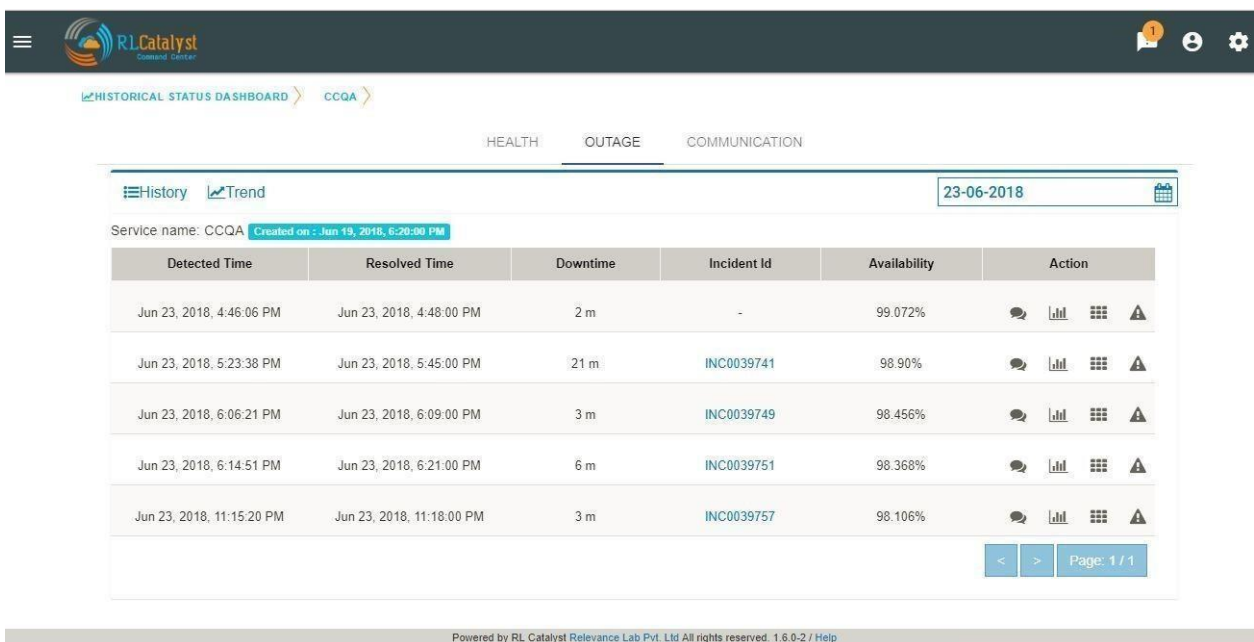 1
RLCatalyst
Command Center
HISTORICAL STATUS DASHBOARD CCQA
HEALTH OUTAGE COMMUNICATION
History Trend 23-06-2018
Service name: CCQA Created on : Jun 19, 2018, 6:20:00 PM
Detected Time Resolved Time Downtime Incident Id Availability Action
Jun 23, 2018, 4:46:06 PM Jun 23, 2018, 4:48:00 PM 2 m - 99.072%
Jun 23, 2018, 5:23:38 PM Jun 23, 2018, 5:45:00 PM 21 m INC0039741 98.90%
Jun 23, 2018, 6:06:21 PM Jun 23, 2018, 6:09:00 PM 3 m INC0039749 98.456%
Jun 23, 2018, 6:14:51 PM Jun 23, 2018, 6:21:00 PM 6 m INC0039751 98.368%
Jun 23, 2018, 11:15:20 PM Jun 23, 2018, 11:18:00 PM 3 m INC0039757 98.106%
< > Page: 1 / 1
Powered by RL Catalyst Relevance Lab Pvt. Ltd All rights reserved. 1.6.0-2 / Help